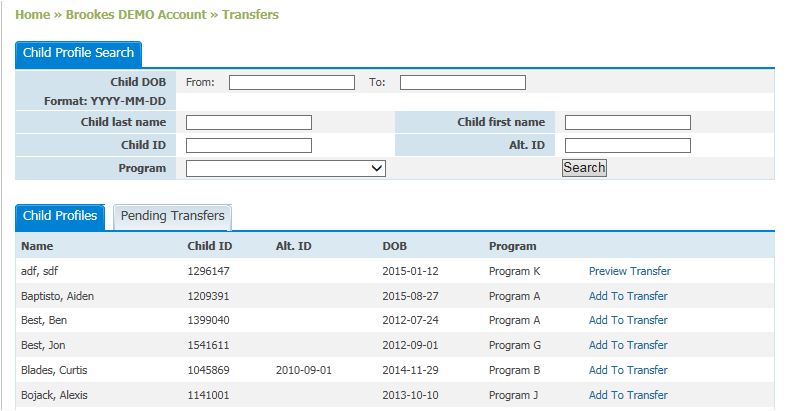 Home » Brookes DEMO Account » Transfers
Child Profile Search
Child DOB From: To:
Format: YYYY-MM-DD
Child last name Child first name
Child ID Alt. ID
Program Search
Child Profiles Pending Transfers
Name Child ID Alt. ID DOB Program
adf, sdf 1296147 2015-01-12 Program K Preview Transfer
Baptisto, Aiden 1209391 2015-08-27 Program A Add To Transfer
Best, Ben 1399040 2012-07-24 Program A Add To Transfer
Best, Jon 1541611 2012-09-01 Program G Add To Transfer
Blades, Curtis 1045869 2010-09-01 2014-11-29 Program B Add To Transfer
Bojack, Alexis 1141001 2013-10-10 Program J Add To Transfer